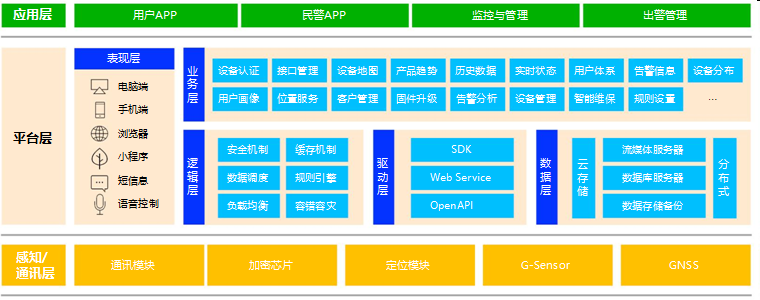 应用层
用户APP
民警APP
监控与管理
出警管理
平台层
表现层
电脑端
手机端
浏览器
小程序
短信息
语音控制
业务层
设备认证 接口管理 设备地图 产品趋势 历史数据 实时状态 用户体系 告警信息 设备分布
用户画像 位置服务 客户管理 固件升级 告警分析 设备管理 智能维保 规则设置 ...
逻辑层
安全机制 缓存机制
数据调度 规则引擎
负载均衡 容错容灾
驱动层
SDK
Web Service
OpenAPI
数据层
云存储
流媒体服务器
数据库服务器
数据存储备份
分布式
感知/
通讯层
通讯模块
加密芯片
定位模块
G-Sensor
GNSS